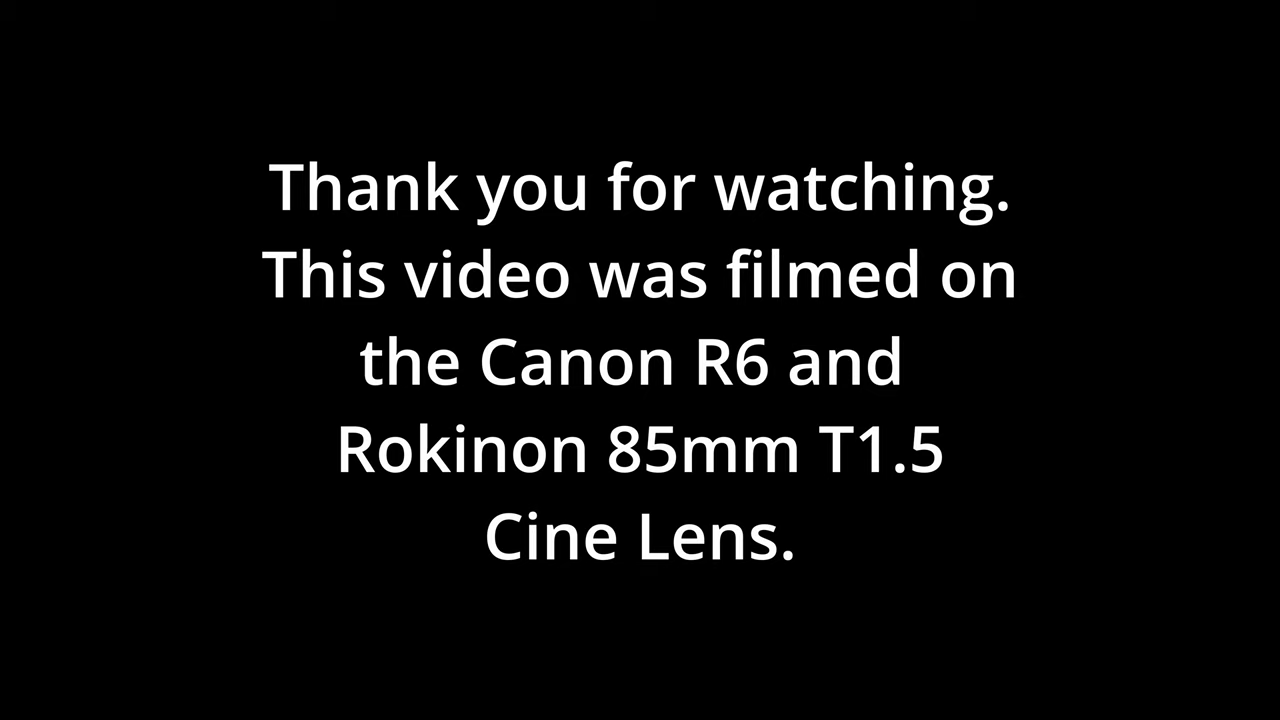 Thank you for watching.
This video was filmed on
the Canon R6 and
Rokinon 85mm T1.5
Cine Lens.